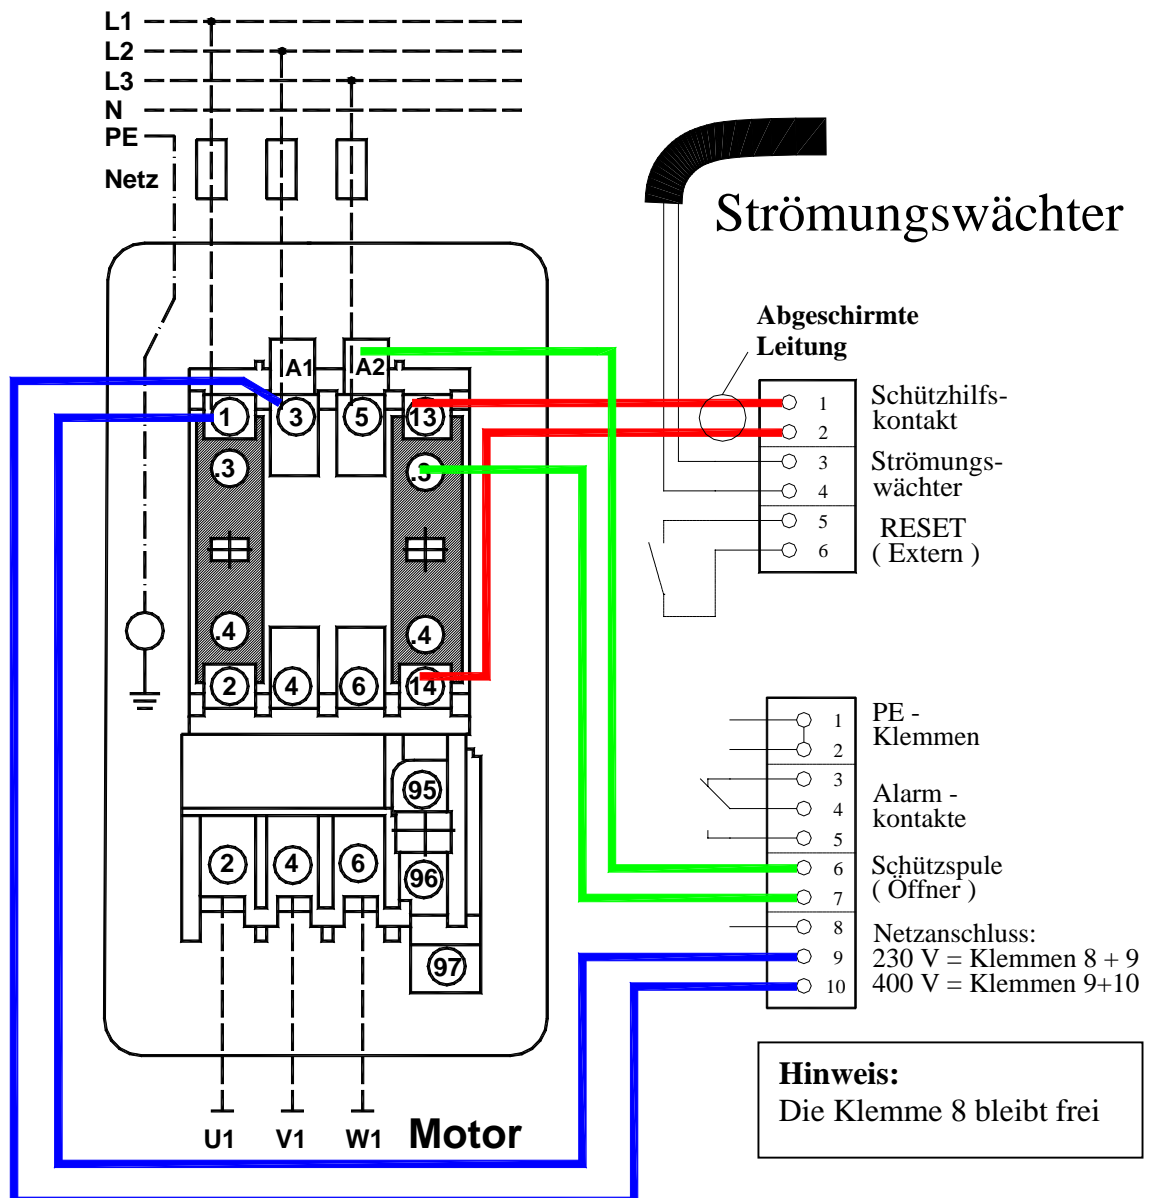 L1
L2
L3
N
PE
Netz
Strömungswächter
Abgeschirmte
Leitung
A1
A2
1
3
5
13
.3
.3
.4
.4
2
4
6
14
95
2
4
6
96
97
U1
V1
W1
Motor
1
2
3
4
5
6
Schützhilfs-
kontakt
Strömungs-
wächter
RESET
( Extern )
1
2
3
4
5
6
7
8
9
10
PE -
Klemmen
Alarm -
kontakte
Schützspule
( Öffner )
Netzanschluss:
230 V = Klemmen 8 + 9
400 V = Klemmen 9+10
Hinweis:
Die Klemme 8 bleibt frei